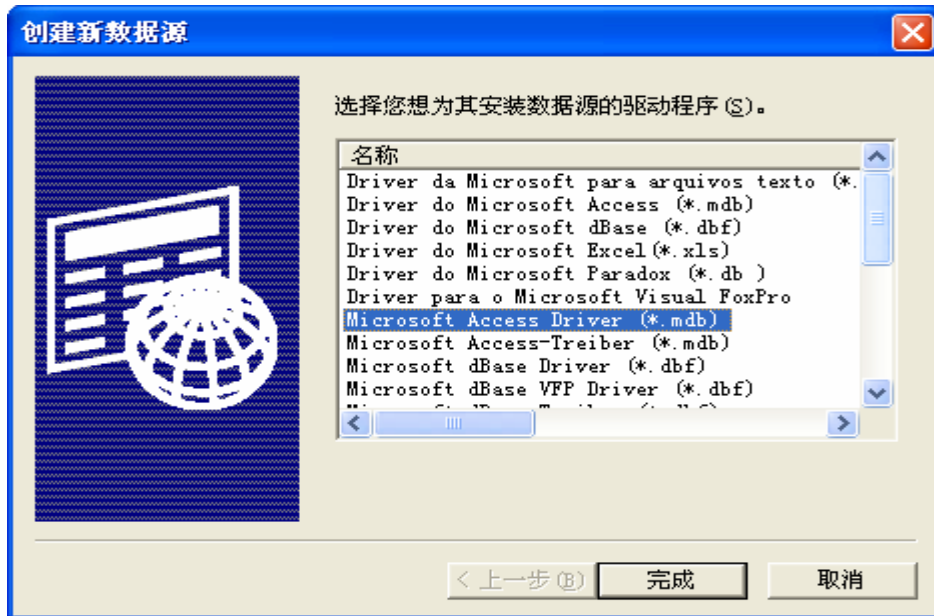 创建新数据源
选择您想为其安装数据源的驱动程序(S)。
名称
Driver da Microsoft para arquivos texto (*.
Driver do Microsoft Access (*.mdb)
Driver do Microsoft dBase (*.dbf)
Driver do Microsoft Excel(*.xls)
Driver do Microsoft Paradox (*.db )
Driver para o Microsoft Visual FoxPro
Microsoft Access Driver (*.mdb)
Microsoft Access-Treiber (*.mdb)
Microsoft dBase Driver (*.dbf)
Microsoft dBase VFP Driver (*.dbf)
< 上一步(B)
完成
取消